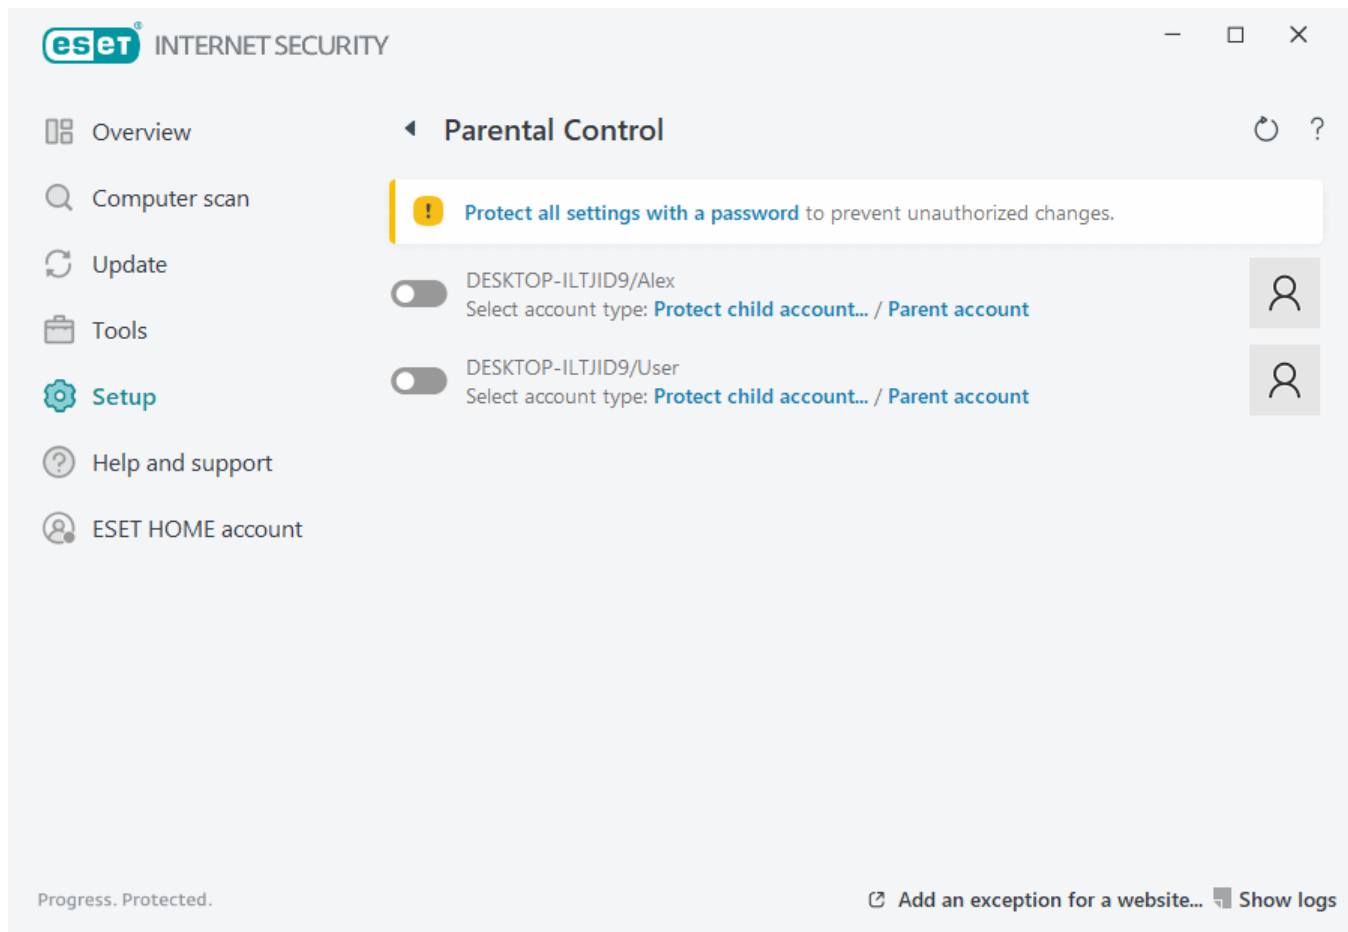 eset® INTERNET SECURITY
Overview
Computer scan
Update
Tools
Setup
Help and support
ESET HOME account
Parental Control
?
! Protect all settings with a password to prevent unauthorized changes.
DESKTOP-ILTJID9/Alex
Select account type: Protect child account... / Parent account
DESKTOP-ILTJID9/User
Select account type: Protect child account... / Parent account
Progress. Protected.
Add an exception for a website... Show logs